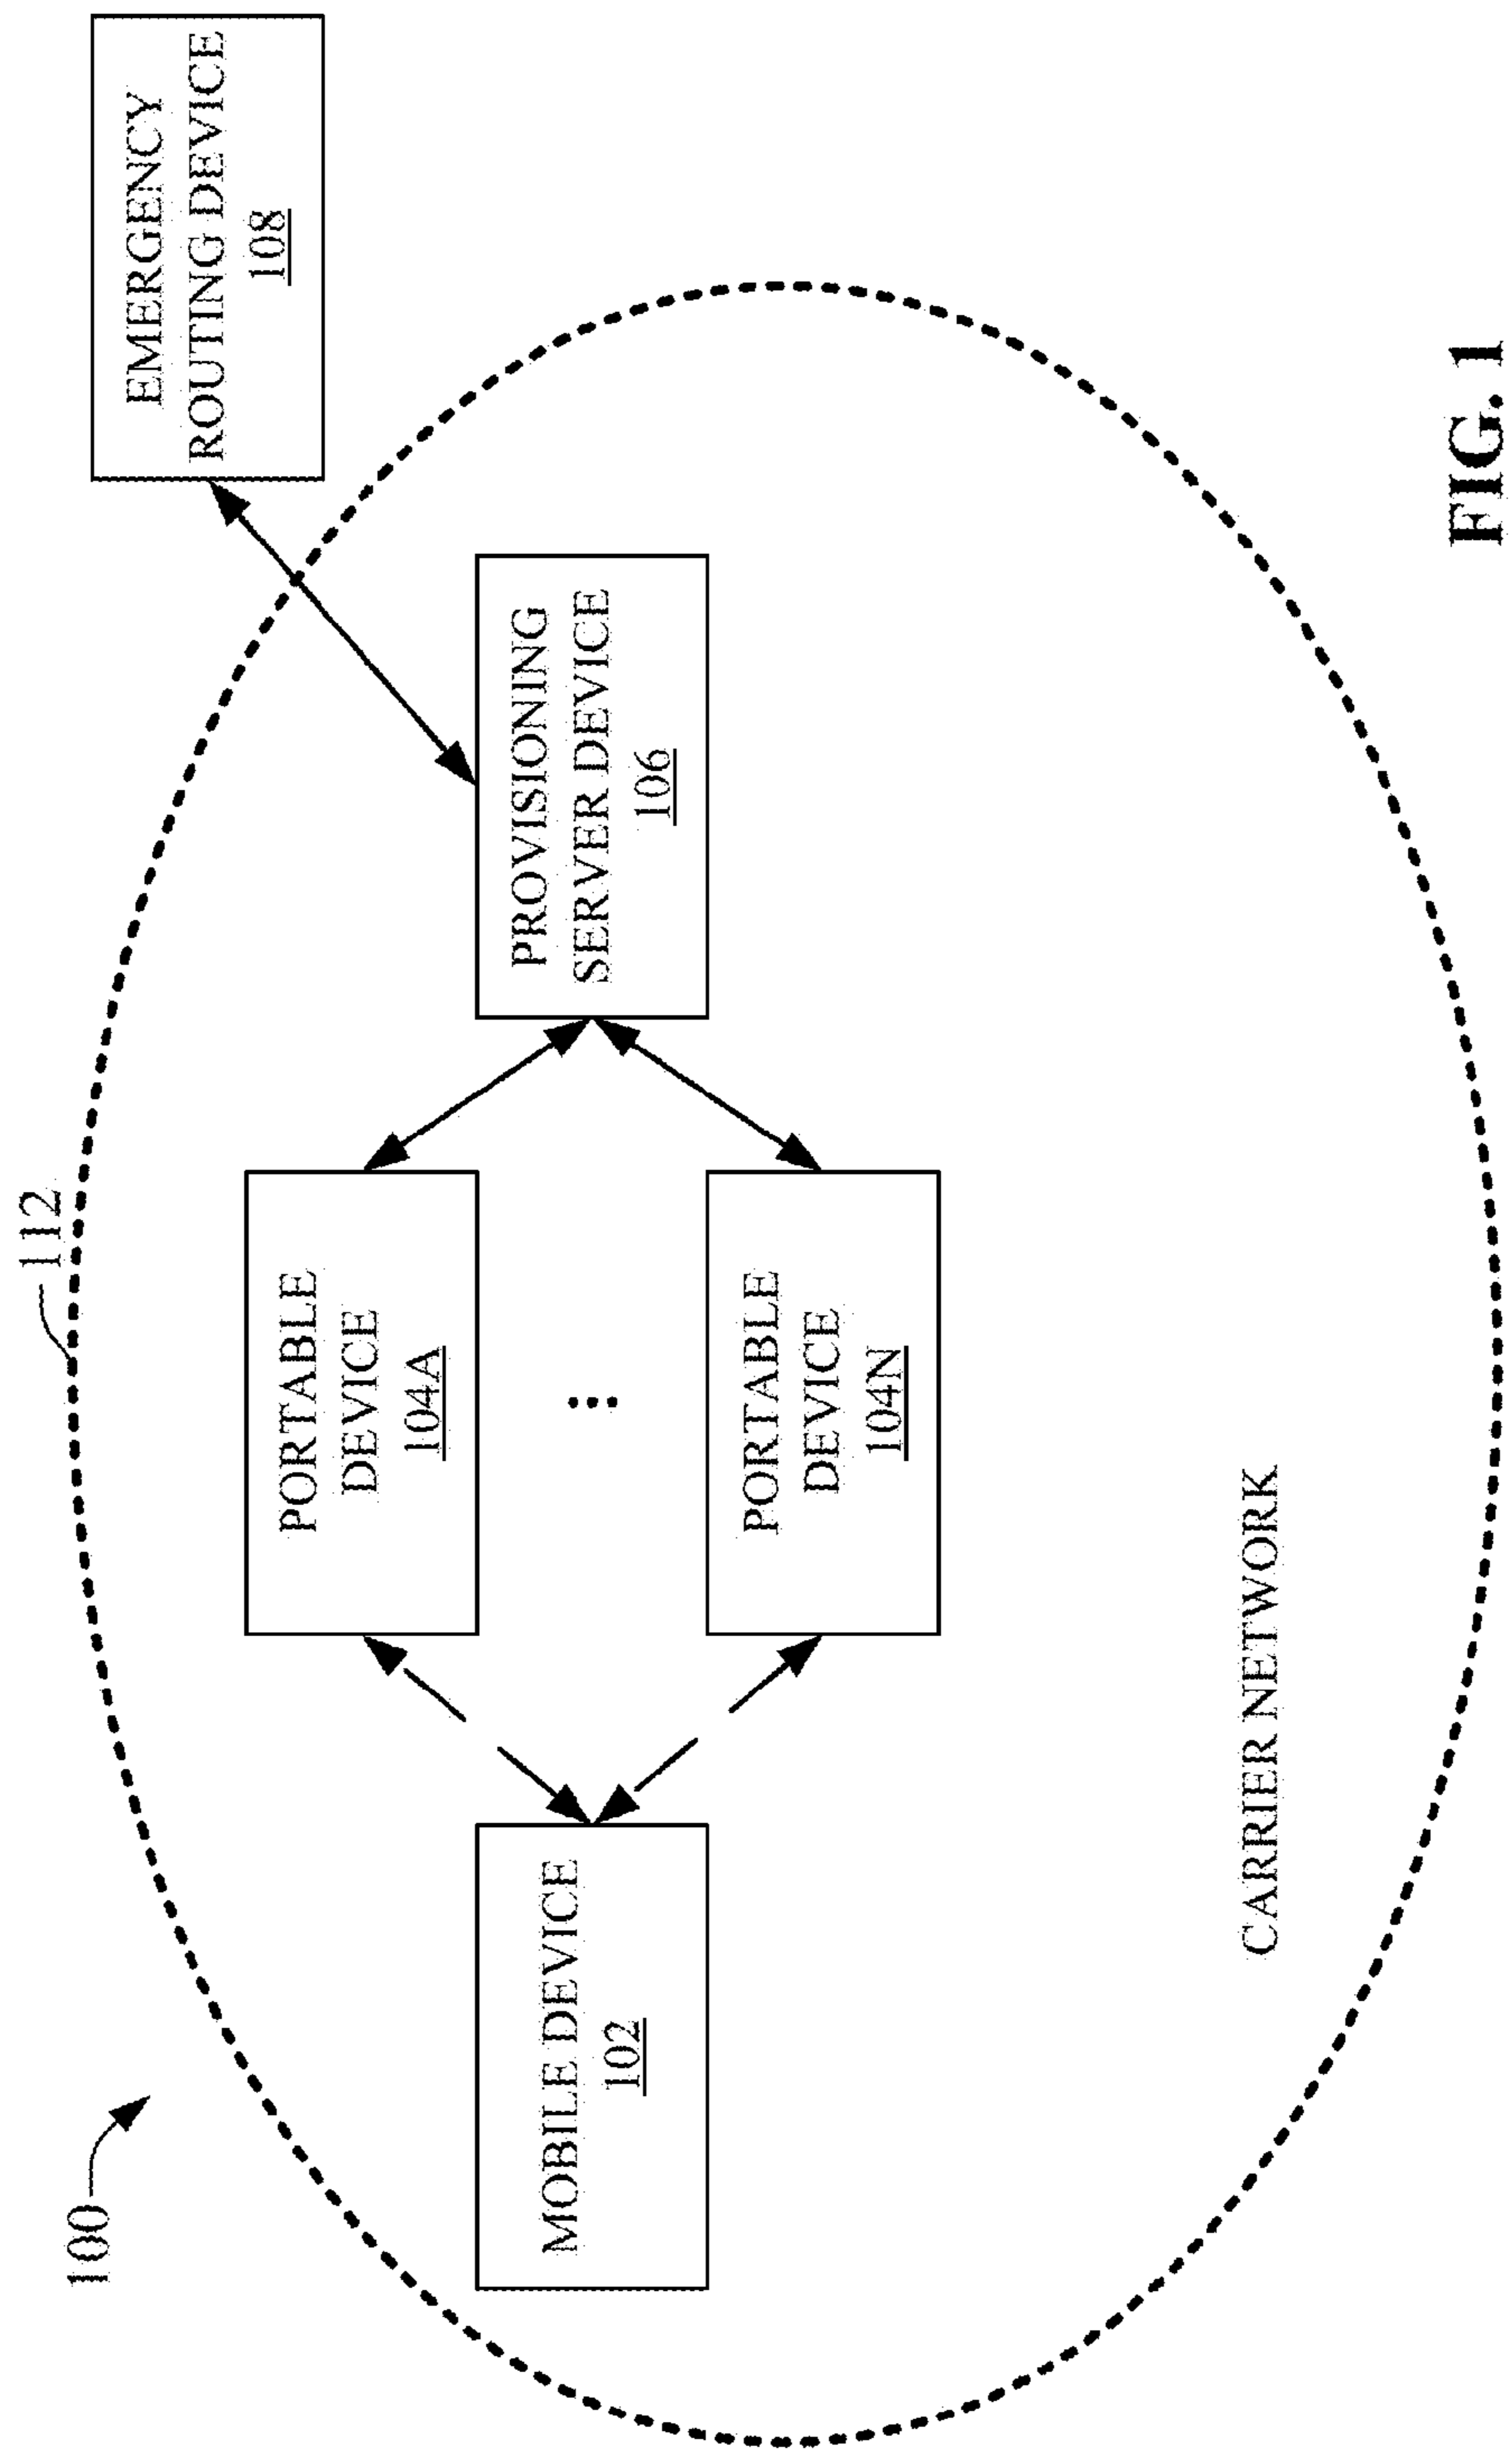 100
112
EMERGENCY
ROUTING DEVICE
108
PORTABLE
DEVICE
104A
MOBILE DEVICE
102
...
PROVISIONING
SERVER DEVICE
106
PORTABLE
DEVICE
104N
CARRIER NETWORK
FIG. 1